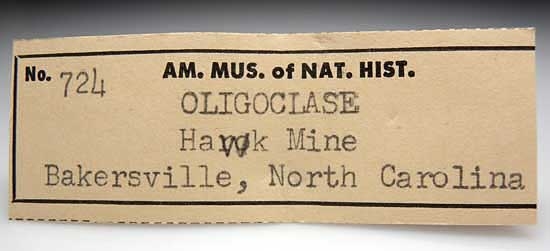 No. 724 AM. MUS. of NAT. HIST.
OLIGOCLASE
Hawk Mine
Bakersville, North Carolina